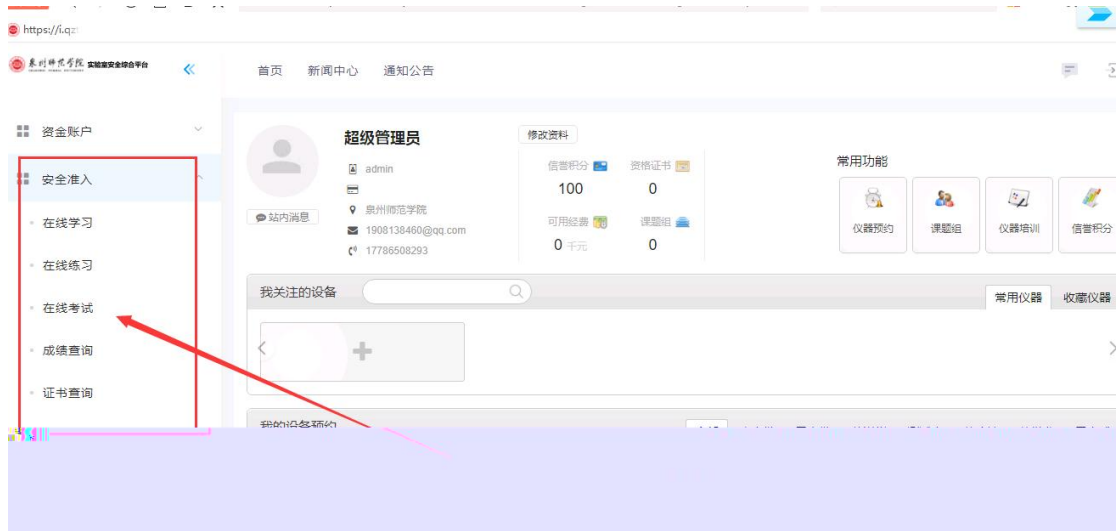 https://i.qz
泉州师范学院 实验室安全综合平台
首页 新闻中心 通知公告
资金账户
安全准入
在线学习
在线练习
在线考试
成绩查询
证书查询
超级管理员
admin
泉州师范学院
1908138460@qq.com
17786508293
站内消息
修改资料
信誉积分 资格证书
100 0
可用经费 课题组
0 千元 0
常用功能
仪器预约 课题组 仪器培训 信誉积分
我关注的设备
常用仪器 收藏仪器
我的设备预约